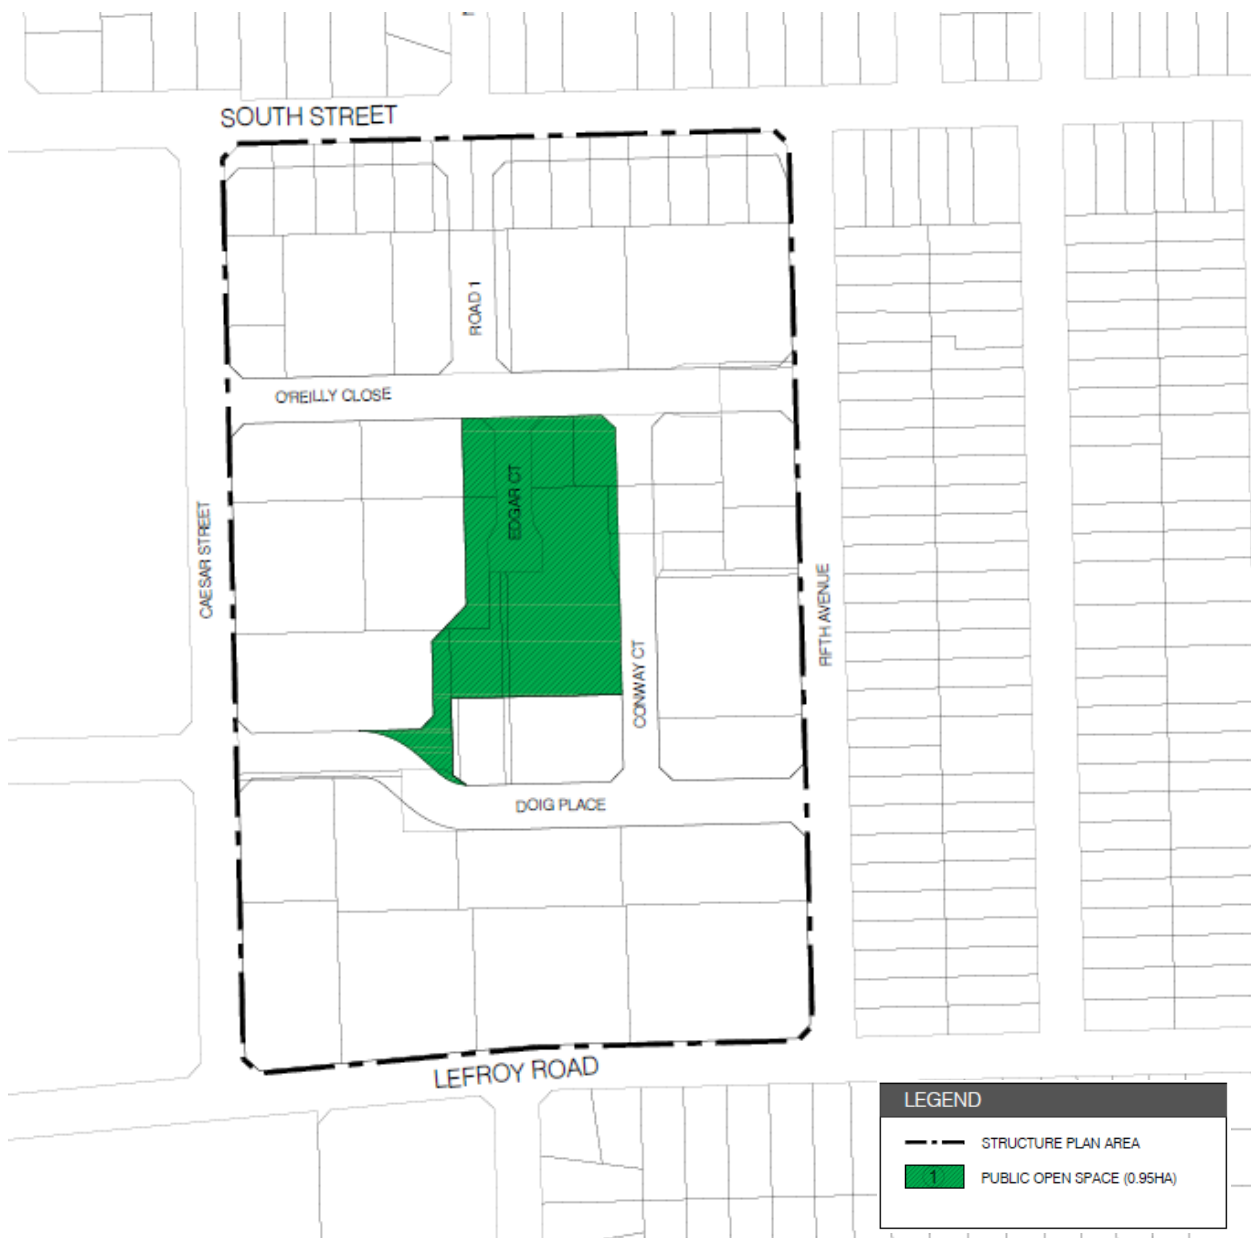 SOUTH STREET
ROAD 1
O'REILLY CLOSE
EDGAR CT
CAESAR STREET
FIFTH AVENUE
CONWAY CT
DOIG PLACE
LEFROY ROAD
LEGEND
STRUCTURE PLAN AREA
1 PUBLIC OPEN SPACE (0.95HA)